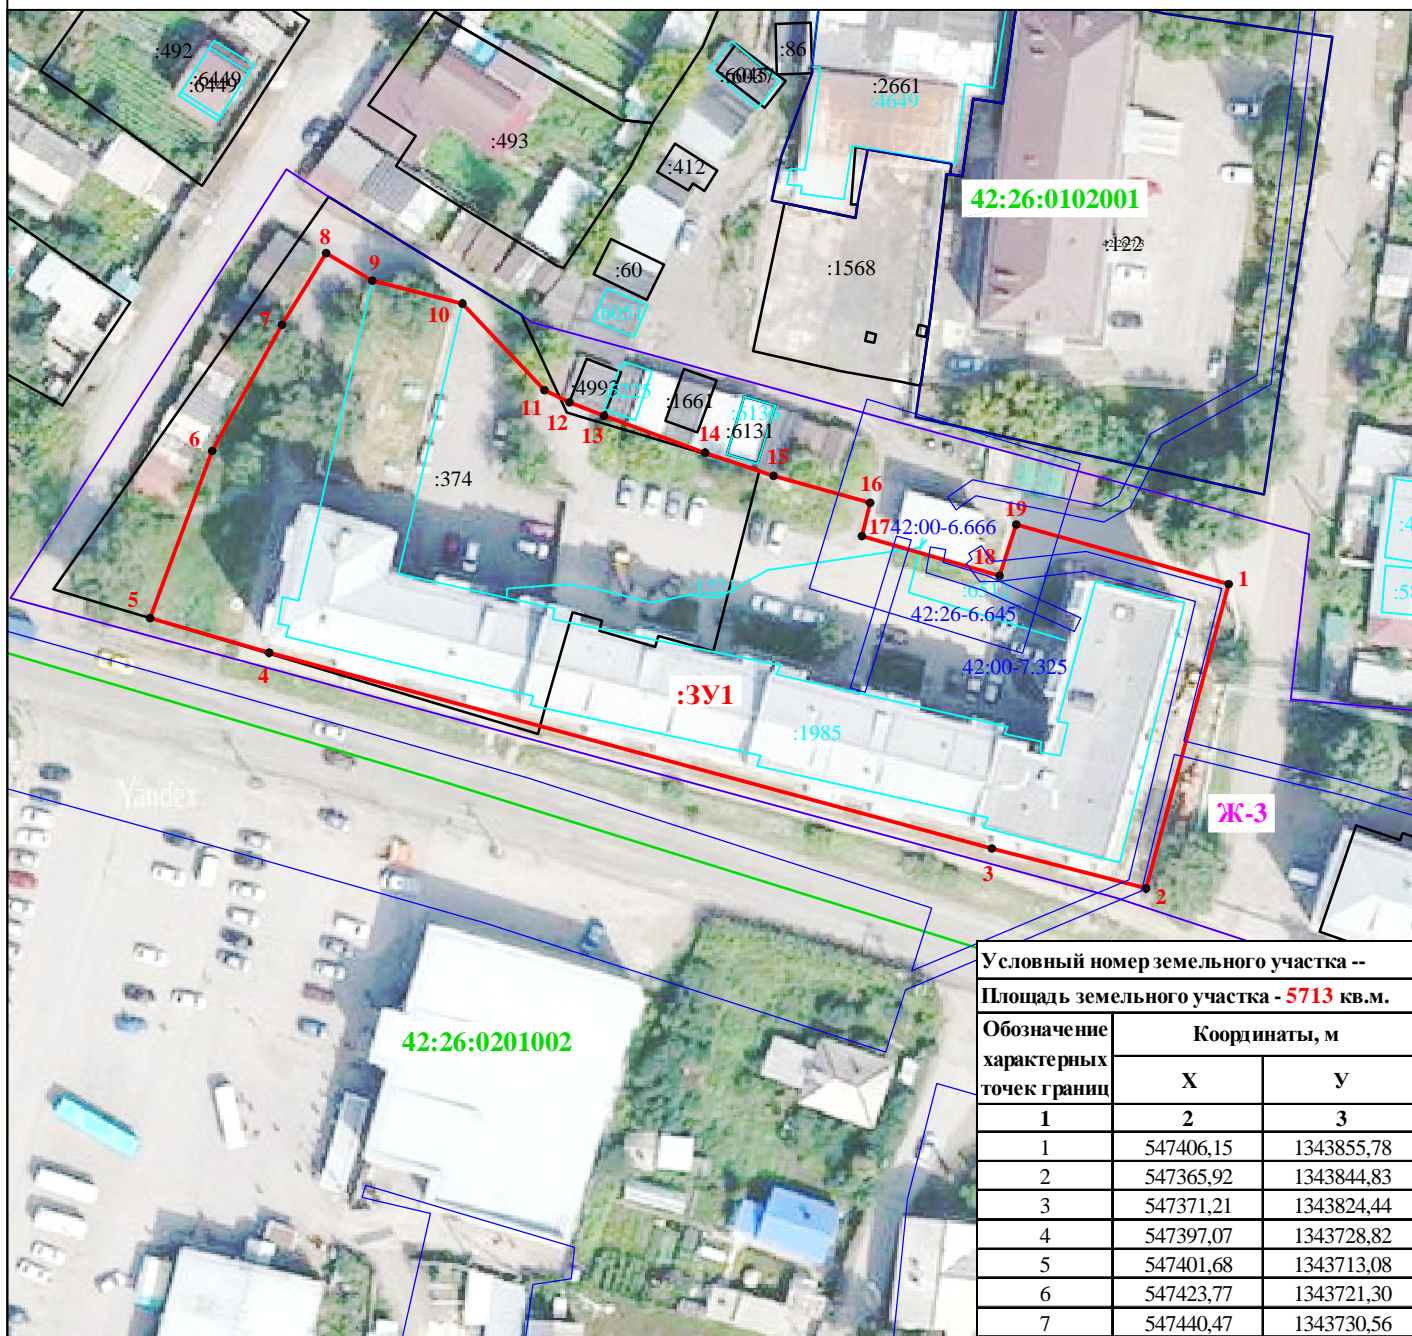 :492
:6449
:6449
:493
:86
:2661
:4649
:412
42:26:0102001
:122
:60
:6051
:1568
8
9
10
7
11
12
13
14
15
16
17
18
19
1
:4993
:5225
:1661
:6131
6
:374
42:00-6.666
42:26-6.645
42:00-7.325
:1221
5
4
:ЗУ1
:1985
Ж-3
3
2
Yandex
42:26:0201002
Условный номер земельного участка --
Площадь земельного участка - 5713 кв.м.
Обозначение характерных точек границ
Координаты, м
X У
1 2 3
1 547406,15 1343855,78
2 547365,92 1343844,83
3 547371,21 1343824,44
4 547397,07 1343728,82
5 547401,68 1343713,08
6 547423,77 1343721,30
7 547440,47 1343730,56